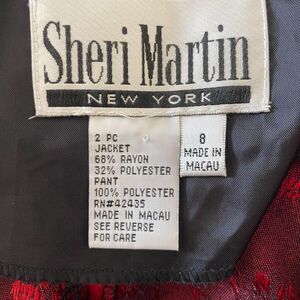 Sheri Martin
NEW YORK
2 PC
JACKET
68% RAYON
32% POLYESTER
PANT
100% POLYESTER
RN#42435
MADE IN MACAU
SEE REVERSE
FOR CARE
8
MADE IN
MACAU